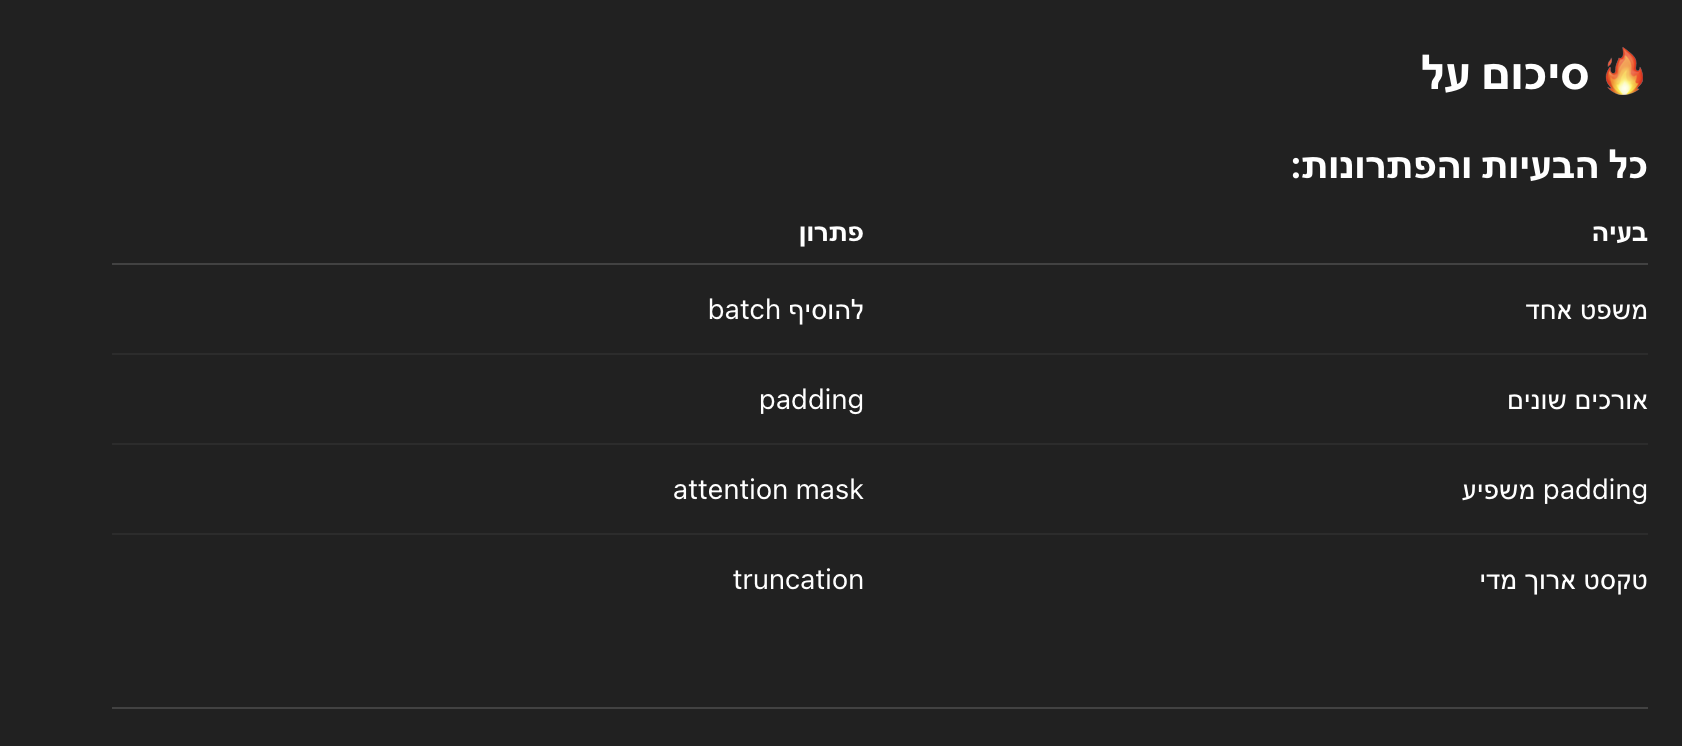 🔥 סיכום על
כל הבעיות והפתרונות:
בעיה פתרון
משפט אחד להוסיף batch
אורכים שונים padding
padding משפיע attention mask
טקסט ארוך מדי truncation